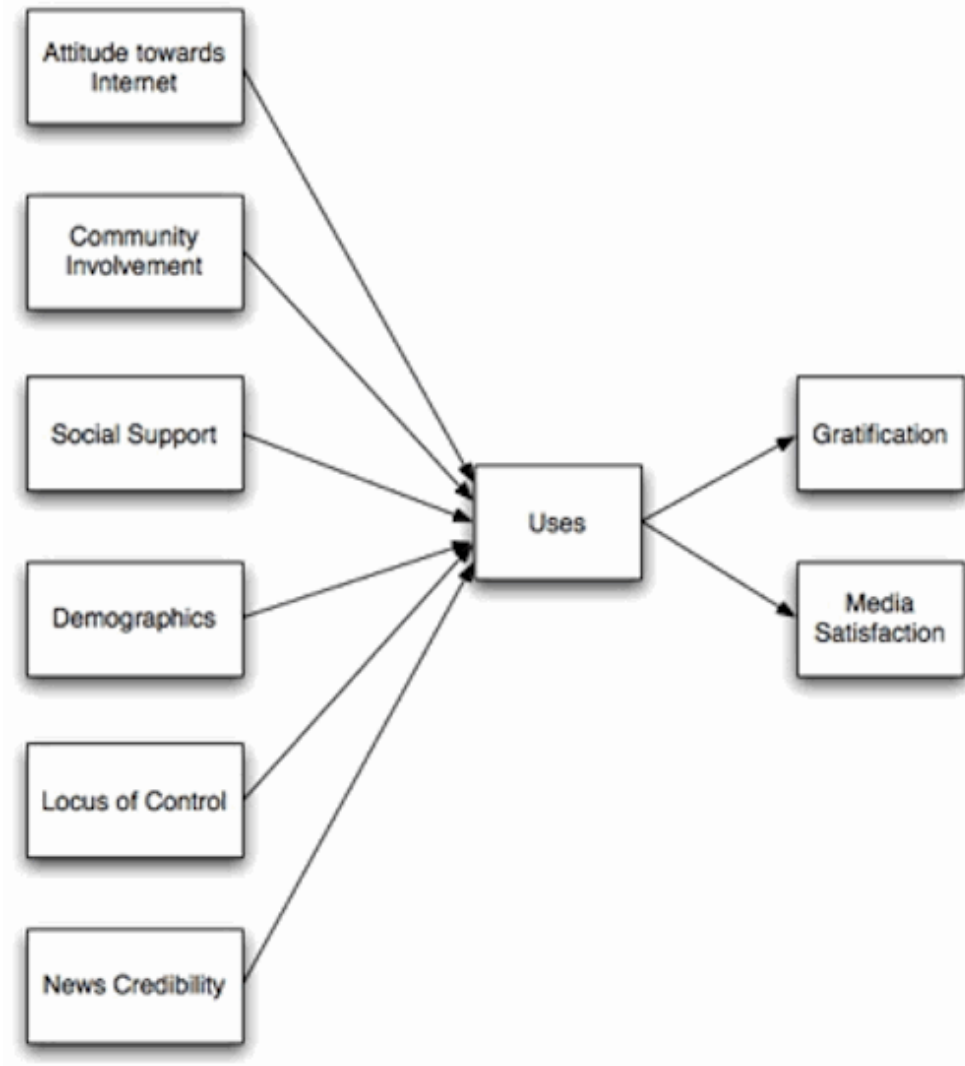 Attitude towards
Internet
Community
Involvement
Social Support
Demographics
Locus of Control
News Credibility
Uses
Gratification
Media
Satisfaction